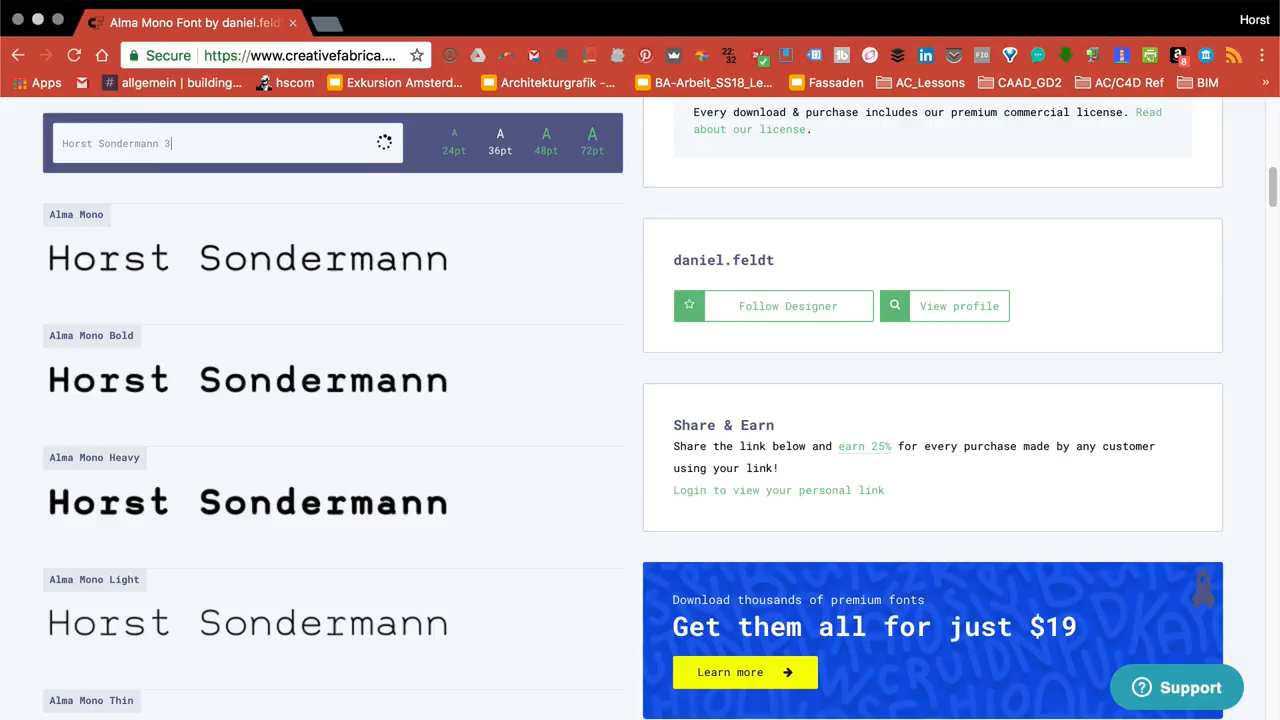 Alma Mono Font by daniel.feld
Horst
Secure
https://www.creativefabrica....
22:
32
FIO
8
Apps
allgemein | building...
hscom
Exkursion Amsterd...
Architekturgrafik -...
BA-Arbeit_SS18_Le...
Fassaden
AC_Lessons
CAAD_GD2
AC/C4D Ref
BIM
»
Horst Sondermann 3
A
24pt
A
36pt
A
48pt
A
72pt
Alma Mono
Horst Sondermann
Alma Mono Bold
Horst Sondermann
Alma Mono Heavy
Horst Sondermann
Alma Mono Light
Horst Sondermann
Alma Mono Thin
Every download & purchase includes our premium commercial license. Read
about our license.
daniel.feldt
Follow Designer
View profile
Share & Earn
Share the link below and earn 25% for every purchase made by any customer
using your link!
Login to view your personal link
Download thousands of premium fonts
Get them all for just $19
Learn more
Support